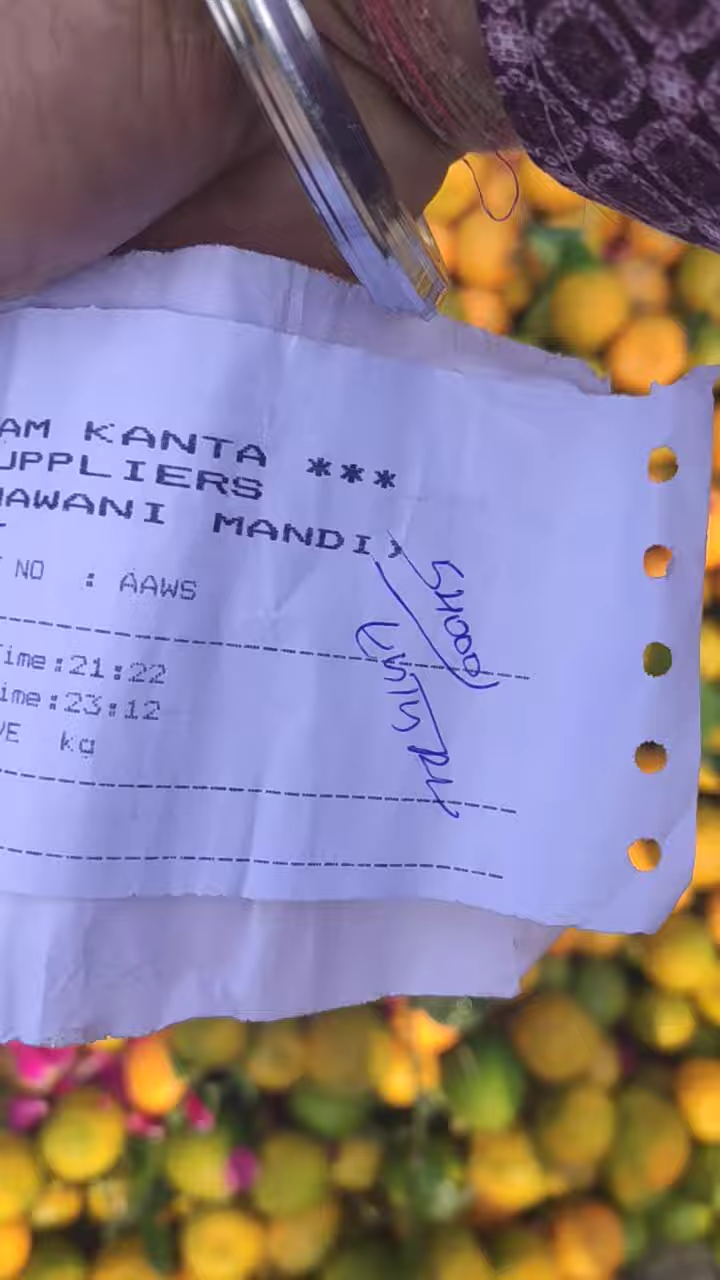 AM KANTA ***
UPPLIERS
HAWANI MANDI,
NO : AAWS
ime:21:22
ime:23:12
VE kg